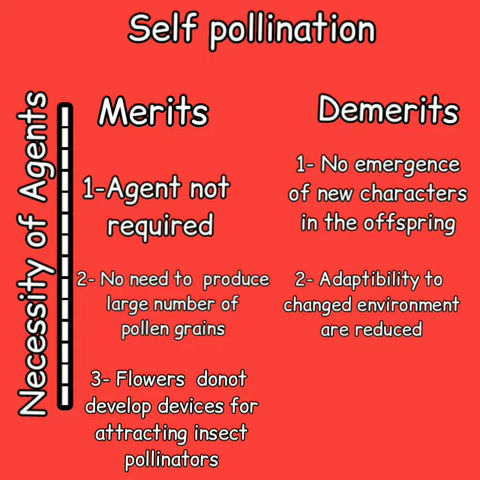 Self pollination
Necessity of Agents
Merits
1-Agent not
required
2- No need to produce
large number of
pollen grains
3- Flowers donot
develop devices for
attracting insect
pollinators
Demerits
1- No emergence
of new characters
in the offspring
2- Adaptibility to
changed environment
are reduced